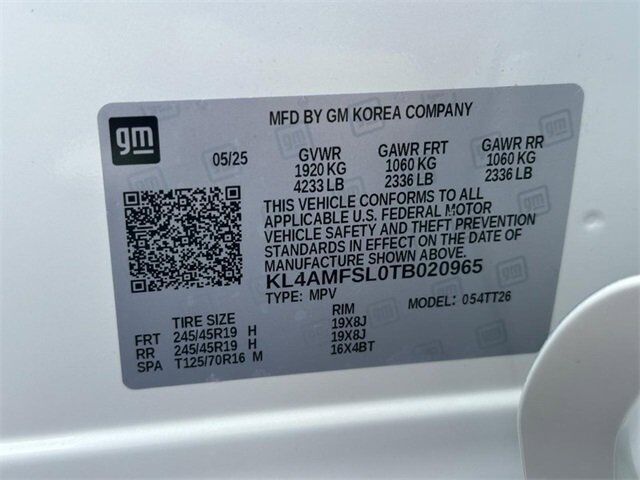 MFD BY GM KOREA COMPANY
gm
05/25 GVWR GAWR FRT GAWR RR
1920 KG 1060 KG 1060 KG
4233 LB 2336 LB 2336 LB
THIS VEHICLE CONFORMS TO ALL
APPLICABLE U.S. FEDERAL MOTOR
VEHICLE SAFETY AND THEFT PREVENTION
STANDARDS IN EFFECT ON THE DATE OF
MANUFACTURE SHOWN ABOVE.
KL4AMFSL0TB020965
TYPE: MPV MODEL: 054TT26
TIRE SIZE RIM
FRT 245/45R19 H 19X8J
RR 245/45R19 H 19X8J
SPA T125/70R16 M 16X4BT